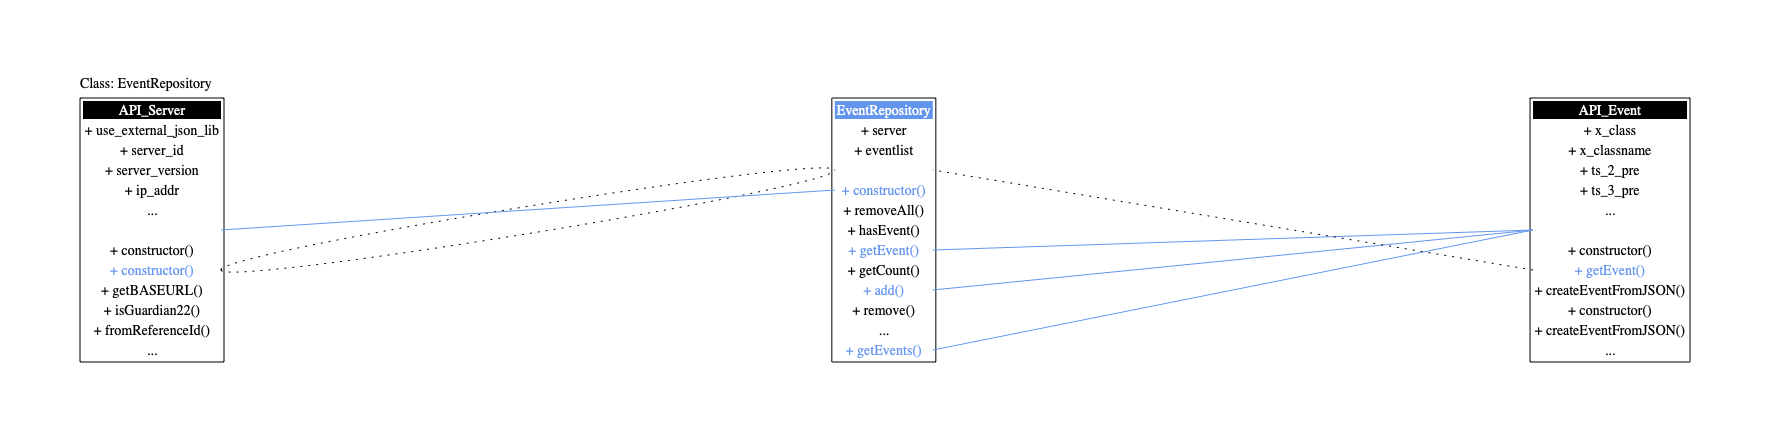 Class: EventRepository
API_Server
+ use_external_json_lib
+ server_id
+ server_version
+ ip_addr
...
+ constructor()
+ constructor()
+ getBASEURL()
+ isGuardian22()
+ fromReferenceId()
...
EventRepository
+ server
+ eventlist
+ constructor()
+ removeAll()
+ hasEvent()
+ getEvent()
+ getCount()
+ add()
+ remove()
...
+ getEvents()
API_Event
+ x_class
+ x_classname
+ ts_2_pre
+ ts_3_pre
...
+ constructor()
+ getEvent()
+ createEventFromJSON()
+ constructor()
+ createEventFromJSON()
...